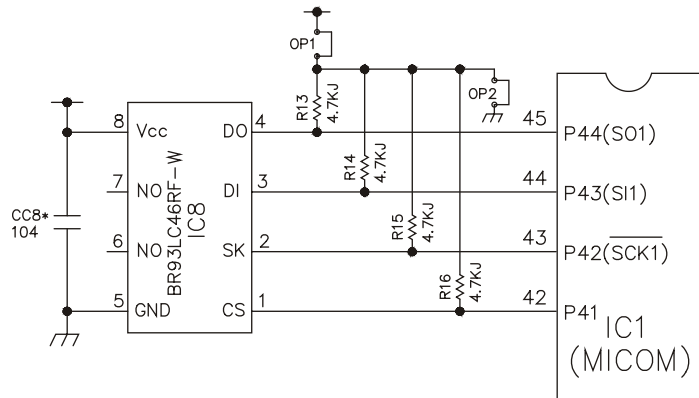 OP1
OP2
R13
4.7KJ
R14
4.7KJ
R15
4.7KJ
R16
4.7KJ
8 Vcc DO 4
7 NO DI 3
6 NO SK 2
5 GND CS 1
BR93LC46RF-W
IC8
CC8*
104
45 P44(SO1)
44 P43(SI1)
43 P42(SCK1)
42 P41
IC1
(MICOM)